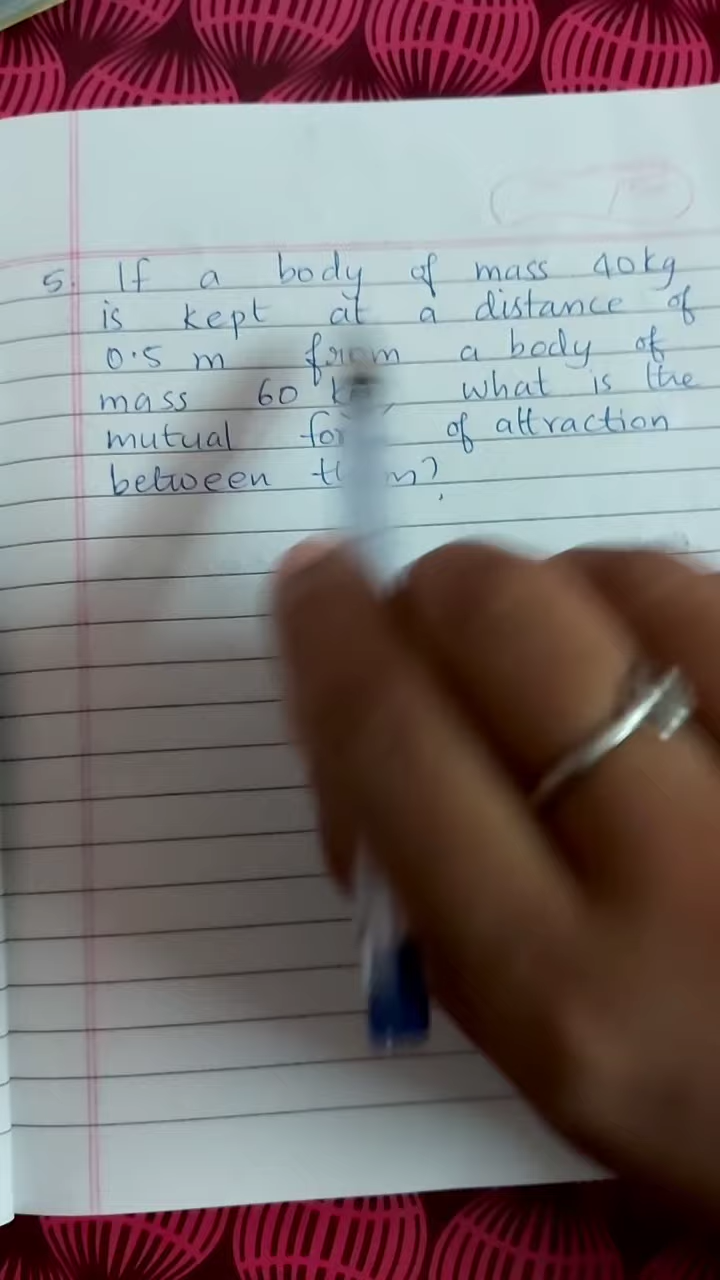 5. If a body of mass 40kg
is kept at a distance of
0.5 m from a body of
mass 60 what is the
mutual of attraction
between